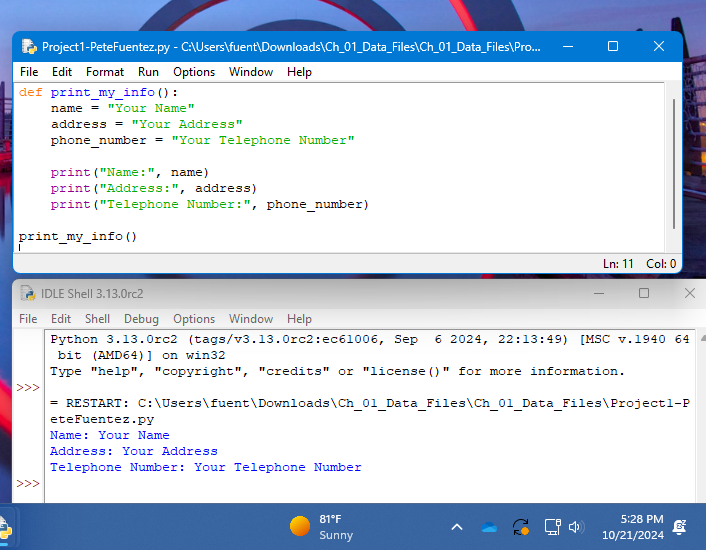 Project1-PeteFuentez.py - C:\Users\fuent\Downloads\Ch_01_Data_Files\Ch_01_Data_Files\Pro...
File Edit Format Run Options Window Help
def print_my_info():
    name = "Your Name"
    address = "Your Address"
    phone_number = "Your Telephone Number"
    print("Name:", name)
    print("Address:", address)
    print("Telephone Number:", phone_number)
print_my_info()
Ln: 11 Col: 0
IDLE Shell 3.13.0rc2
File Edit Shell Debug Options Window Help
Python 3.13.0rc2 (tags/v3.13.0rc2:ec61006, Sep  6 2024, 22:13:49) [MSC v.1940 64
 bit (AMD64)] on win32
Type "help", "copyright", "credits" or "license()" for more information.
>>>
= RESTART: C:\Users\fuent\Downloads\Ch_01_Data_Files\Ch_01_Data_Files\Project1-P
eteFuentez.py
Name: Your Name
Address: Your Address
Telephone Number: Your Telephone Number
>>>
81°F
Sunny
5:28 PM
10/21/2024